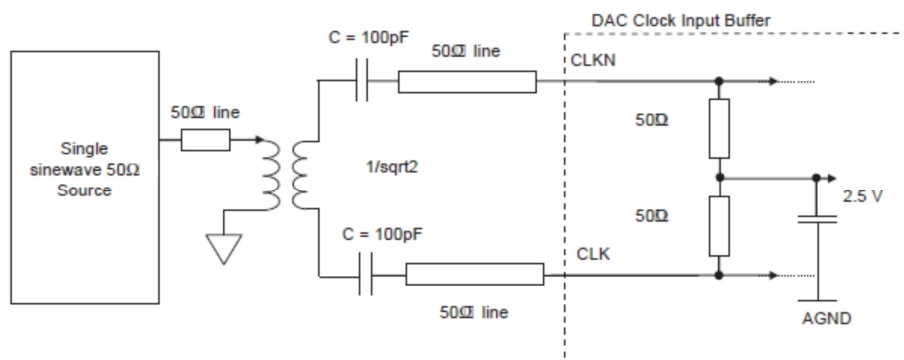 DAC Clock Input Buffer
C = 100pF
50Ω line
CLKN
50Ω line
50Ω
Single
sinewave 50Ω
Source
1/sqrt2
2.5 V
50Ω
C = 100pF
CLK
50Ω line
AGND